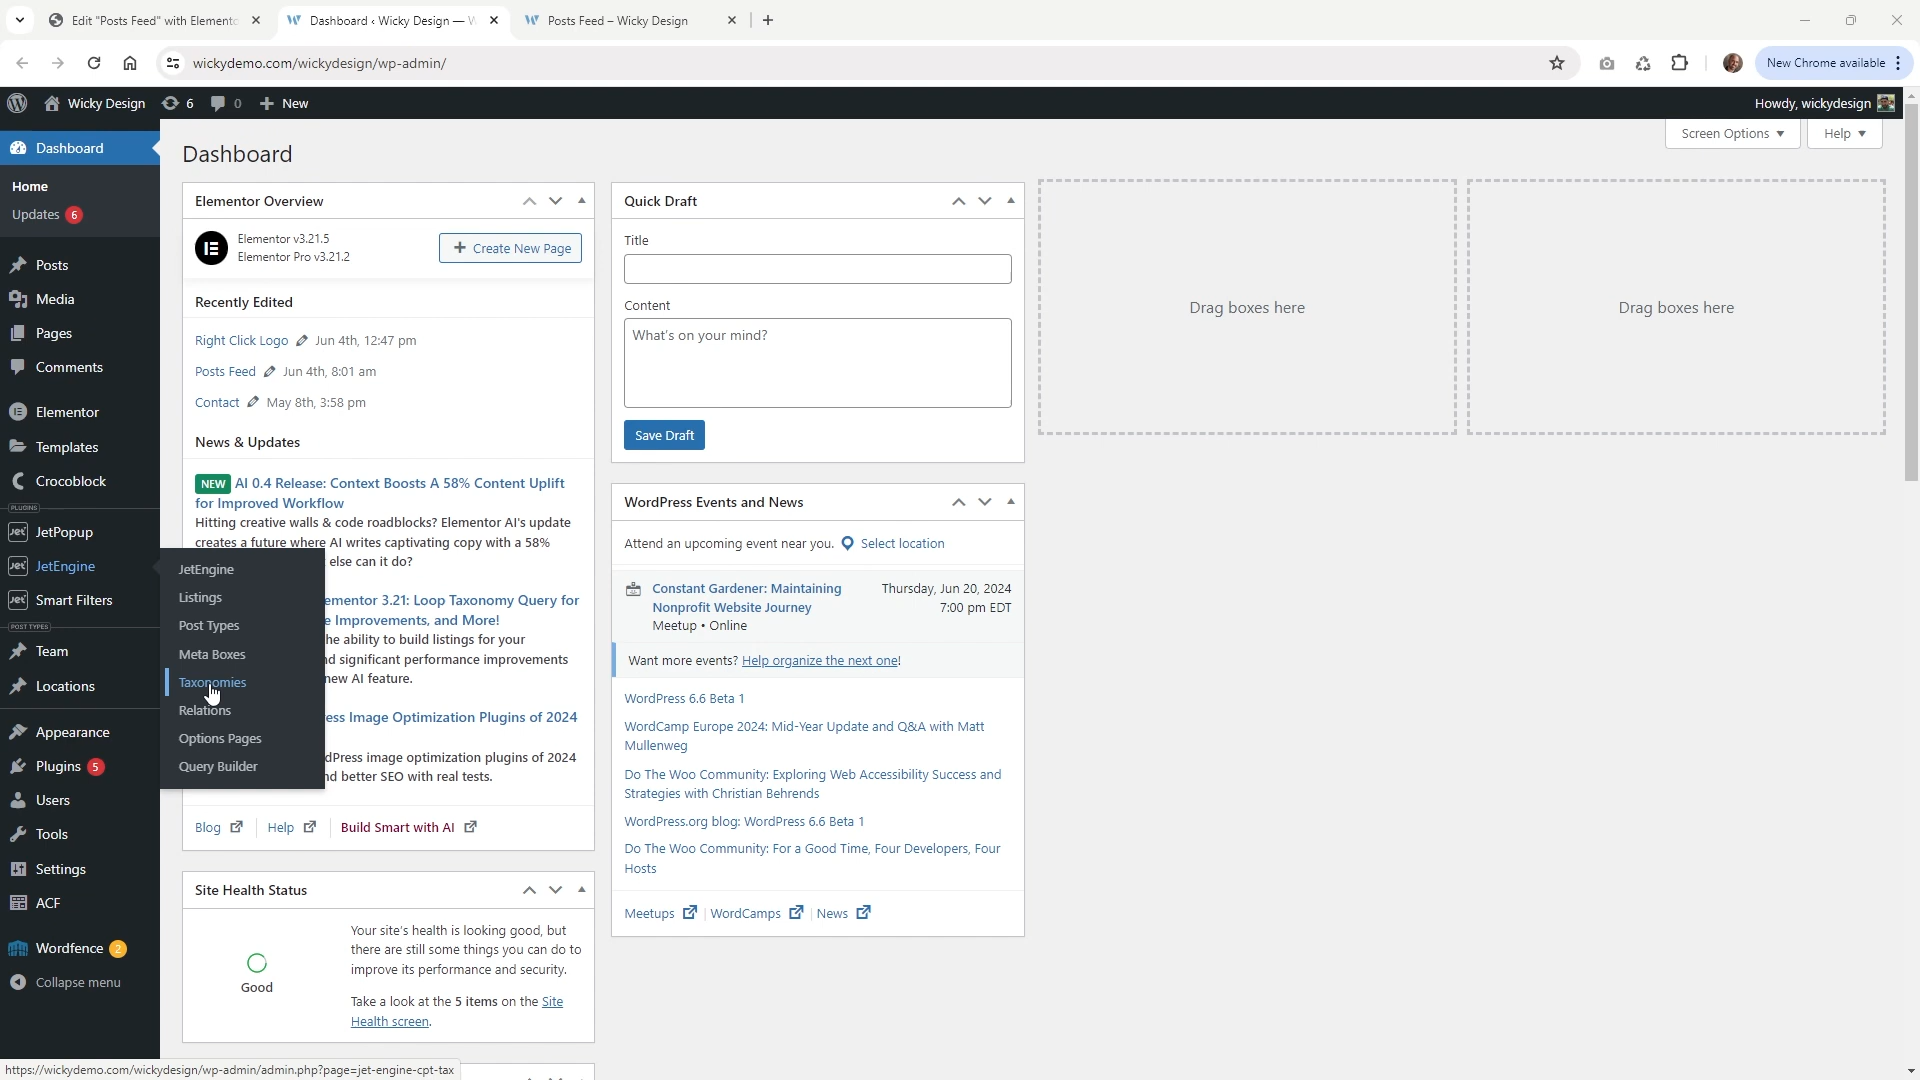 Edit "Posts Feed" with Elemento
Dashboard ‹ Wicky Design — W
Posts Feed – Wicky Design
wickydemo.com/wickydesign/wp-admin/
New Chrome available
Wicky Design
6
0
New
Howdy, wickydesign
Screen Options
Help
Dashboard
Home
Updates 6
Posts
Media
Pages
Comments
Elementor
Templates
Crocoblock
PLUGINS
JetPopup
JetEngine
Smart Filters
POST TYPES
Team
Locations
Appearance
Plugins 5
Users
Tools
Settings
ACF
Wordfence 2
Collapse menu
JetEngine
Listings
Post Types
Meta Boxes
Taxonomies
Relations
Options Pages
Query Builder
Dashboard
Elementor Overview
Elementor v3.21.5
Elementor Pro v3.21.2
Create New Page
Recently Edited
Right Click Logo Jun 4th, 12:47 pm
Posts Feed Jun 4th, 8:01 am
Contact May 8th, 3:58 pm
News & Updates
NEW AI 0.4 Release: Context Boosts A 58% Content Uplift
for Improved Workflow
Hitting creative walls & code roadblocks? Elementor AI's update
creates a future where AI writes captivating copy with a 58%
else can it do?
ementor 3.21: Loop Taxonomy Query for
e Improvements, and More!
he ability to build listings for your
d significant performance improvements
new AI feature.
ess Image Optimization Plugins of 2024
dPress image optimization plugins of 2024
d better SEO with real tests.
Blog
Help
Build Smart with AI
Site Health Status
Good
Your site's health is looking good, but
there are still some things you can do to
improve its performance and security.
Take a look at the 5 items on the Site
Health screen.
Quick Draft
Title
Content
What's on your mind?
Save Draft
WordPress Events and News
Attend an upcoming event near you. Select location
Constant Gardener: Maintaining
Nonprofit Website Journey
Meetup • Online
Thursday, Jun 20, 2024
7:00 pm EDT
Want more events? Help organize the next one!
WordPress 6.6 Beta 1
WordCamp Europe 2024: Mid-Year Update and Q&A with Matt
Mullenweg
Do The Woo Community: Exploring Web Accessibility Success and
Strategies with Christian Behrends
WordPress.org blog: WordPress 6.6 Beta 1
Do The Woo Community: For a Good Time, Four Developers, Four
Hosts
Meetups
WordCamps
News
Drag boxes here
Drag boxes here
https://wickydemo.com/wickydesign/wp-admin/admin.php?page=jet-engine-cpt-tax